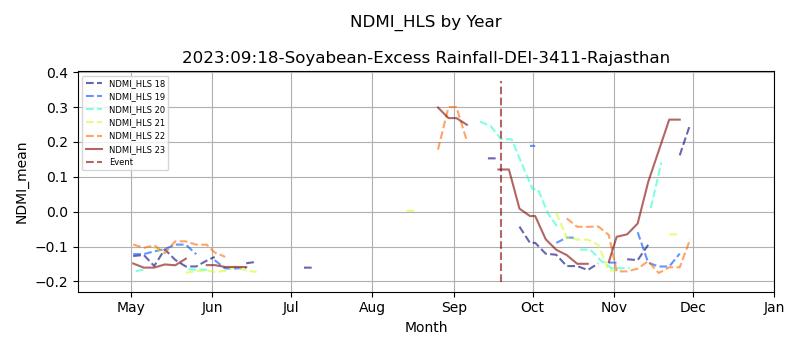 NDMI_HLS by Year
2023:09:18-Soyabean-Excess Rainfall-DEI-3411-Rajasthan
0.4
0.3
0.2
0.1
0.0
−0.1
−0.2
NDMI_mean
NDMI_HLS 18
NDMI_HLS 19
NDMI_HLS 20
NDMI_HLS 21
NDMI_HLS 22
NDMI_HLS 23
Event
May Jun Jul Aug Sep Oct Nov Dec Jan
Month